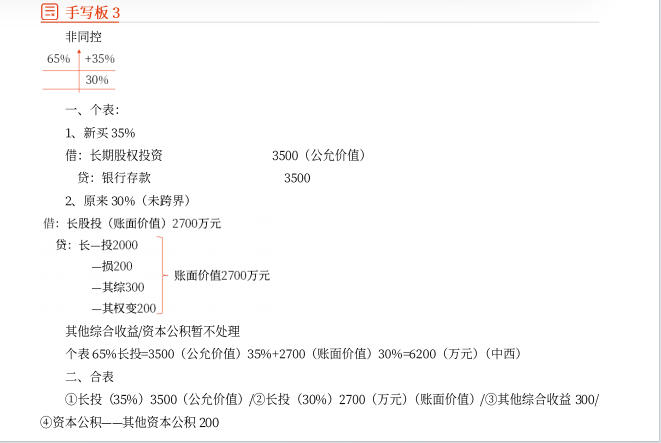 手写板 3
非同控
65% +35%
30%
一、个表：
1、新买 35%
借：长期股权投资 3500（公允价值）
贷：银行存款 3500
2、原来 30%（未跨界）
借：长股投（账面价值）2700万元
贷：长—投2000
—损200
账面价值2700万元
—其综300
—其权变200
其他综合收益/资本公积暂不处理
个表 65%长投=3500（公允价值）35%+2700（账面价值）30%=6200（万元）（中西）
二、合表
①长投（35%）3500（公允价值）/②长投（30%）2700（万元）（账面价值）/③其他综合收益 300/
④资本公积——其他资本公积 200